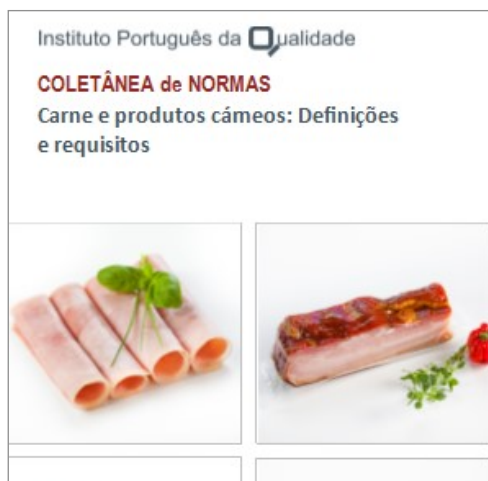 Instituto Português da Qualidade
COLETÂNEA de NORMAS
Carne e produtos cámeos: Definições
e requisitos